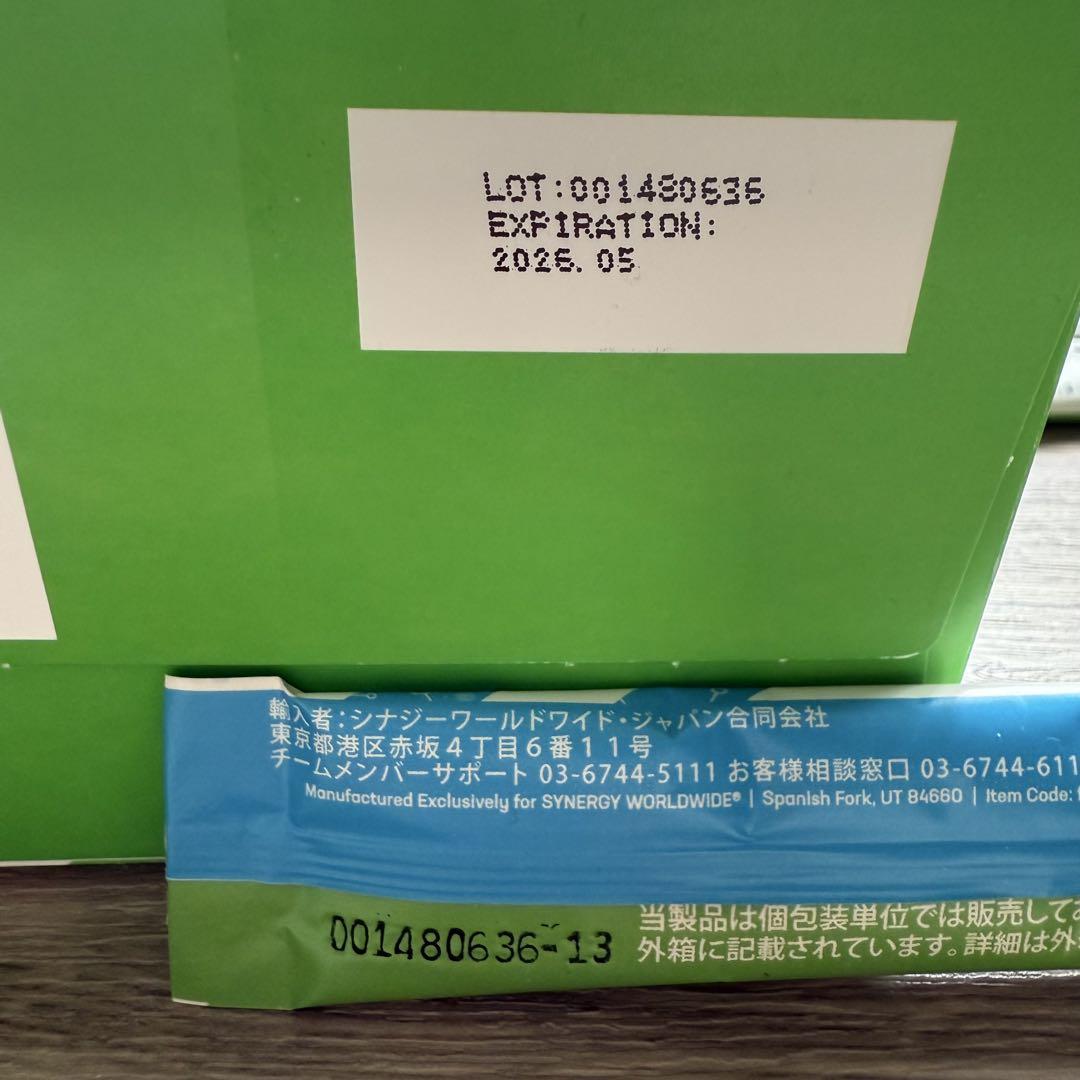 LOT:001480636
EXPIRATION:
2026.05
輸入者:シナジーワールドワイド・ジャパン合同会社
東京都港区赤坂4丁目6番11号
チームメンバーサポート 03-6744-5111 お客様相談窓口 03-6744-611
Manufactured Exclusively for SYNERGY WORLDWIDE® | Spanish Fork, UT 84660 | Item Code:
001480636-13
当製品は個包装単位では販売して
外箱に記載されています。詳細は外